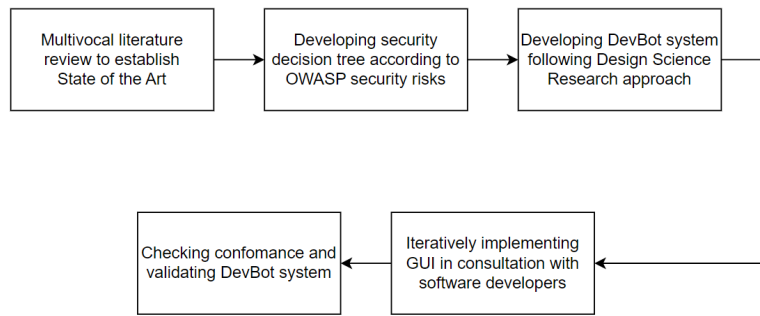 Multivocal literature
review to establish
State of the Art
Developing security
decision tree according to
OWASP security risks
Developing DevBot system
following Design Science
Research approach
Iteratively implementing
GUI in consultation with
software developers
Checking confomance and
validating DevBot system